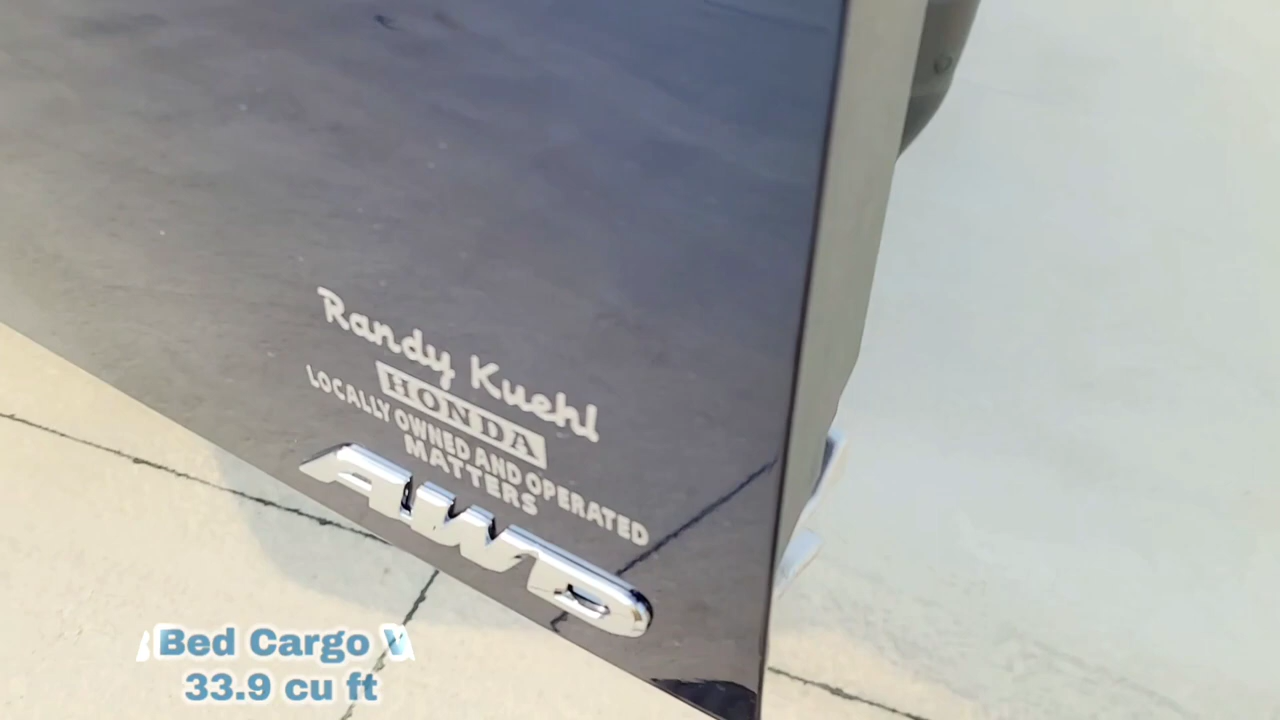 Randy Kuehl
HONDA
LOCALLY OWNED AND OPERATED
MATTERS
AWD
Bed Cargo V
33.9 cu ft